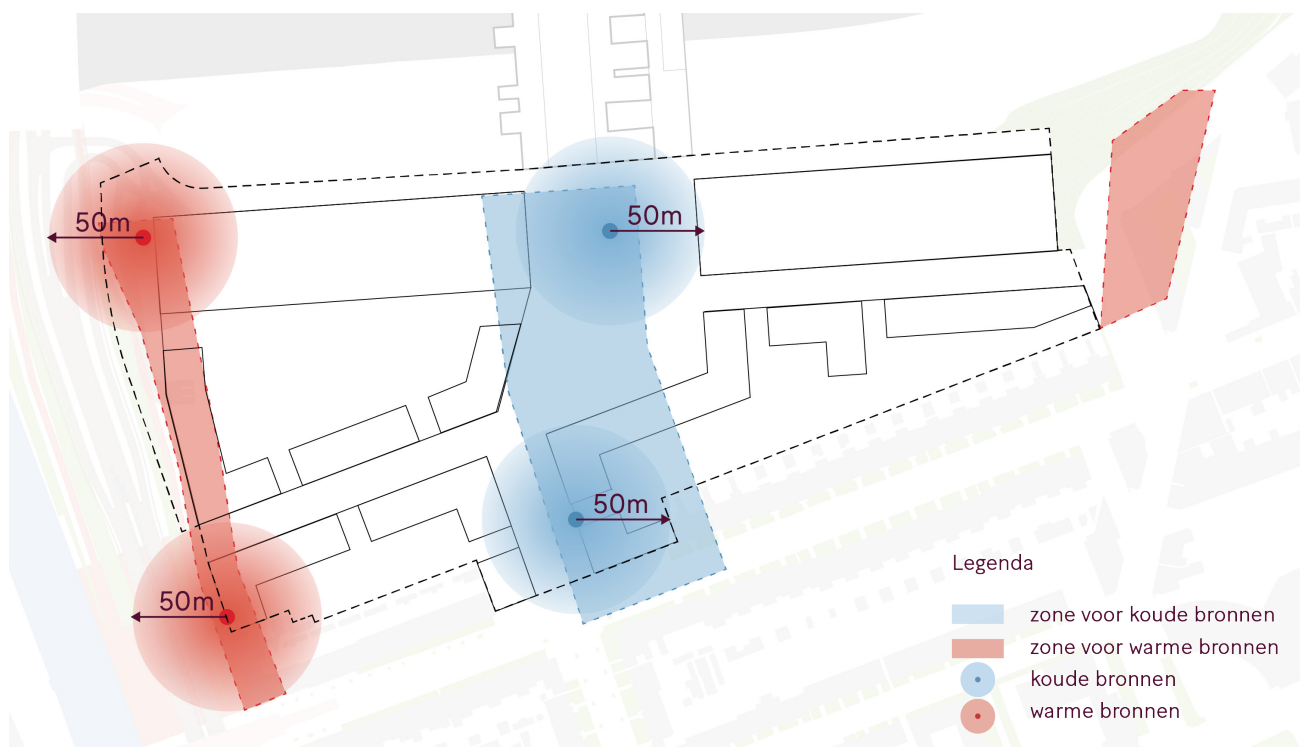 50m
50m
50m
50m
Legenda
zone voor koude bronnen
zone voor warme bronnen
koude bronnen
warme bronnen